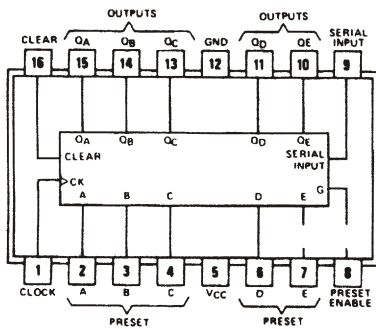 OUTPUTS OUTPUTS
CLEAR QA QB QC GND QD QE SERIAL INPUT
16 15 14 13 12 11 10 9
QA QB QC QD QE
CLEAR SERIAL INPUT
CK G
A B C D E
1 2 3 4 5 6 7 8
CLOCK A B C VCC D E PRESET ENABLE
PRESET PRESET